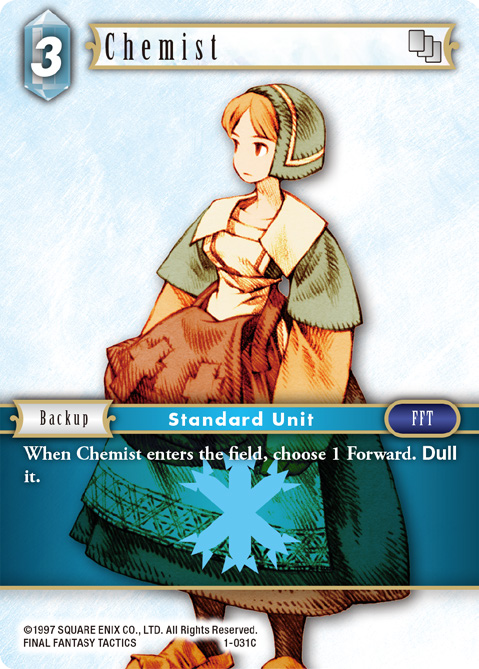 3
Chemist
Backup
Standard Unit
FFT
When Chemist enters the field, choose 1 Forward. Dull
it.
©1997 SQUARE ENIX CO., LTD. All Rights Reserved.
FINAL FANTASY TACTICS 1-031C